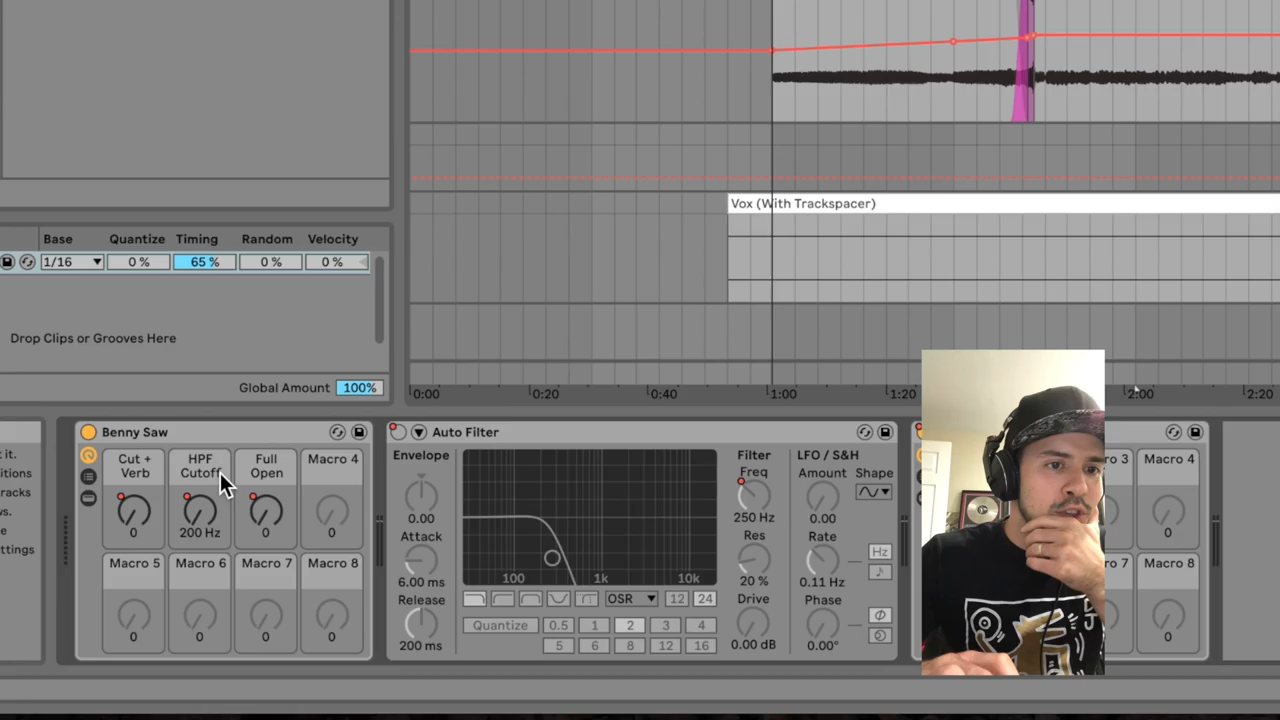 Vox (With Trackspacer)
Base Quantize Timing Random Velocity
1/16 0 % 65 % 0 % 0 %
Drop Clips or Grooves Here
Global Amount 100%
0:00 0:20 0:40 1:00 1:20 2:00 2:20
it.
itions
racks
ws.
e
ettings
Benny Saw
Cut + Verb
HPF Cutoff
Full Open
Macro 4
0 200 Hz 0 0
Macro 5 Macro 6 Macro 7 Macro 8
0 0 0 0
Auto Filter
Envelope
0.00
Attack
6.00 ms
Release
200 ms
100 1k 10k
OSR 12 24
Quantize 0.5 1 2 3 4
5 6 8 12 16
Filter
Freq
250 Hz
Res
20 %
Drive
0.00 dB
LFO / S&H
Amount Shape
0.00
Rate
Hz
0.11 Hz
Phase
0.00°
3 Macro 4
0
7 Macro 8
0